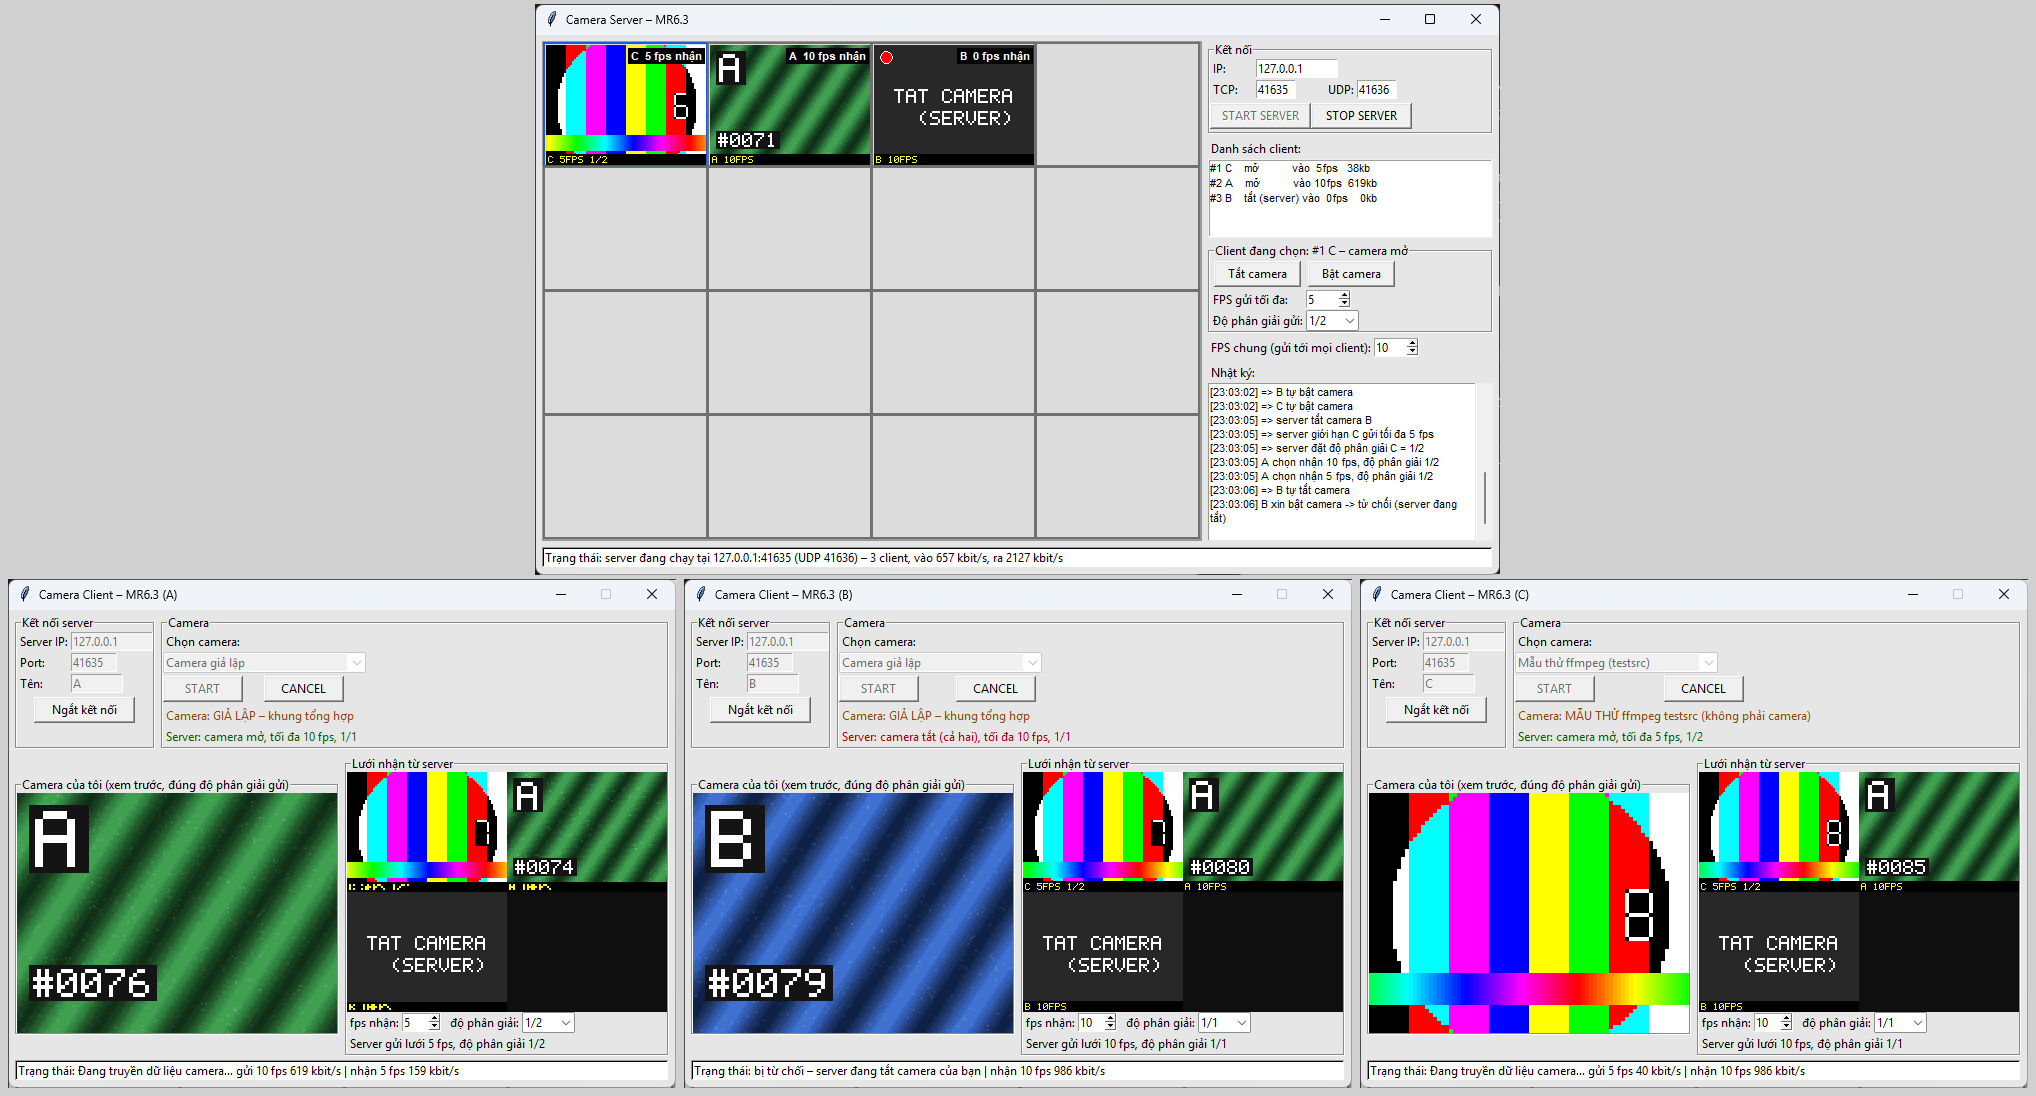 Camera Server – MR6.3
C 5 fps nhận
A 10 fps nhận
B 0 fps nhận
6
A
#0071
TAT CAMERA
(SERVER)
C 5FPS 1/2
A 10FPS
B 10FPS
Kết nối
IP: 127.0.0.1
TCP: 41635 UDP: 41636
START SERVER STOP SERVER
Danh sách client:
#1 C mở vào 5fps 38kb
#2 A mở vào 10fps 619kb
#3 B tắt (server) vào 0fps 0kb
Client đang chọn: #1 C – camera mở
Tắt camera Bật camera
FPS gửi tối đa: 5
Độ phân giải gửi: 1/2
FPS chung (gửi tới mọi client): 10
Nhật ký:
[23:03:02] => B tự bật camera
[23:03:02] => C tự bật camera
[23:03:05] => server tắt camera B
[23:03:05] => server giới hạn C gửi tối đa 5 fps
[23:03:05] => server đặt độ phân giải C = 1/2
[23:03:05] A chọn nhận 10 fps, độ phân giải 1/2
[23:03:05] A chọn nhận 5 fps, độ phân giải 1/2
[23:03:06] => B tự tắt camera
[23:03:06] B xin bật camera -> từ chối (server đang
tắt)
Trạng thái: server đang chạy tại 127.0.0.1:41635 (UDP 41636) – 3 client, vào 657 kbit/s, ra 2127 kbit/s
Camera Client – MR6.3 (A)
Kết nối server
Server IP: 127.0.0.1
Port: 41635
Tên: A
Ngắt kết nối
Camera
Chọn camera:
Camera giả lập
START CANCEL
Camera: GIẢ LẬP – khung tổng hợp
Server: camera mở, tối đa 10 fps, 1/1
Camera của tôi (xem trước, đúng độ phân giải gửi)
A
#0076
Lưới nhận từ server
7
A
#0074
TAT CAMERA
(SERVER)
fps nhận: 5 độ phân giải: 1/2
Server gửi lưới 5 fps, độ phân giải 1/2
Trạng thái: Đang truyền dữ liệu camera... gửi 10 fps 619 kbit/s | nhận 5 fps 159 kbit/s
Camera Client – MR6.3 (B)
Kết nối server
Server IP: 127.0.0.1
Port: 41635
Tên: B
Ngắt kết nối
Camera
Chọn camera:
Camera giả lập
START CANCEL
Camera: GIẢ LẬP – khung tổng hợp
Server: camera tắt (cả hai), tối đa 10 fps, 1/1
Camera của tôi (xem trước, đúng độ phân giải gửi)
B
#0079
Lưới nhận từ server
7
A
#0080
C 5FPS 1/2
A 10FPS
TAT CAMERA
(SERVER)
B 10FPS
fps nhận: 10 độ phân giải: 1/1
Server gửi lưới 10 fps, độ phân giải 1/1
Trạng thái: bị từ chối – server đang tắt camera của bạn | nhận 10 fps 986 kbit/s
Camera Client – MR6.3 (C)
Kết nối server
Server IP: 127.0.0.1
Port: 41635
Tên: C
Ngắt kết nối
Camera
Chọn camera:
Mẫu thử ffmpeg (testsrc)
START CANCEL
Camera: MẪU THỬ ffmpeg testsrc (không phải camera)
Server: camera mở, tối đa 5 fps, 1/2
Camera của tôi (xem trước, đúng độ phân giải gửi)
8
Lưới nhận từ server
8
A
#0085
C 5FPS 1/2
A 10FPS
TAT CAMERA
(SERVER)
B 10FPS
fps nhận: 10 độ phân giải: 1/1
Server gửi lưới 10 fps, độ phân giải 1/1
Trạng thái: Đang truyền dữ liệu camera... gửi 5 fps 40 kbit/s | nhận 10 fps 986 kbit/s